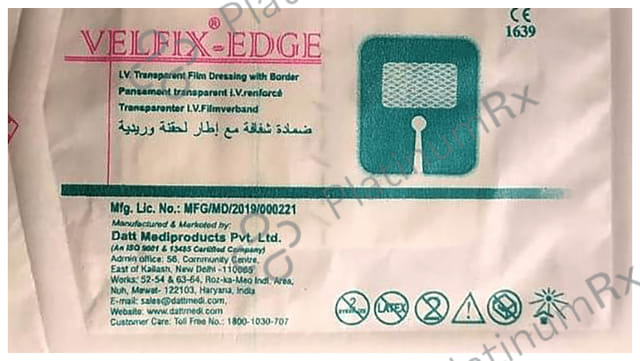 VELFIX®-EDGE
I.V. Transparent Film Dressing with Border
Pansement transparent I.V.renforcé
Transparenter I.V.Filmverband
ضمادة شفافة مع إطار لحقنة وريدية
CE
1639
Mfg. Lic. No.: MFG/MD/2019/000221
Manufactured & Marketed by:
Datt Mediproducts Pvt. Ltd.
(An ISO 9001 & 13485 Certified Company)
Admin office: 56, Community Centre,
East of Kailash, New Delhi -110065
Works: 52-54 & 63-64, Roz-ka-Meo Indl. Area,
Nuh, Mewat- 122103, Haryana, India
E-mail: sales@dattmedi.com,
Website: www.dattmedi.com
Customer Care: Toll Free No.: 1800-1030-707
LATEX
2
PlatinumRx
PlatinumRx